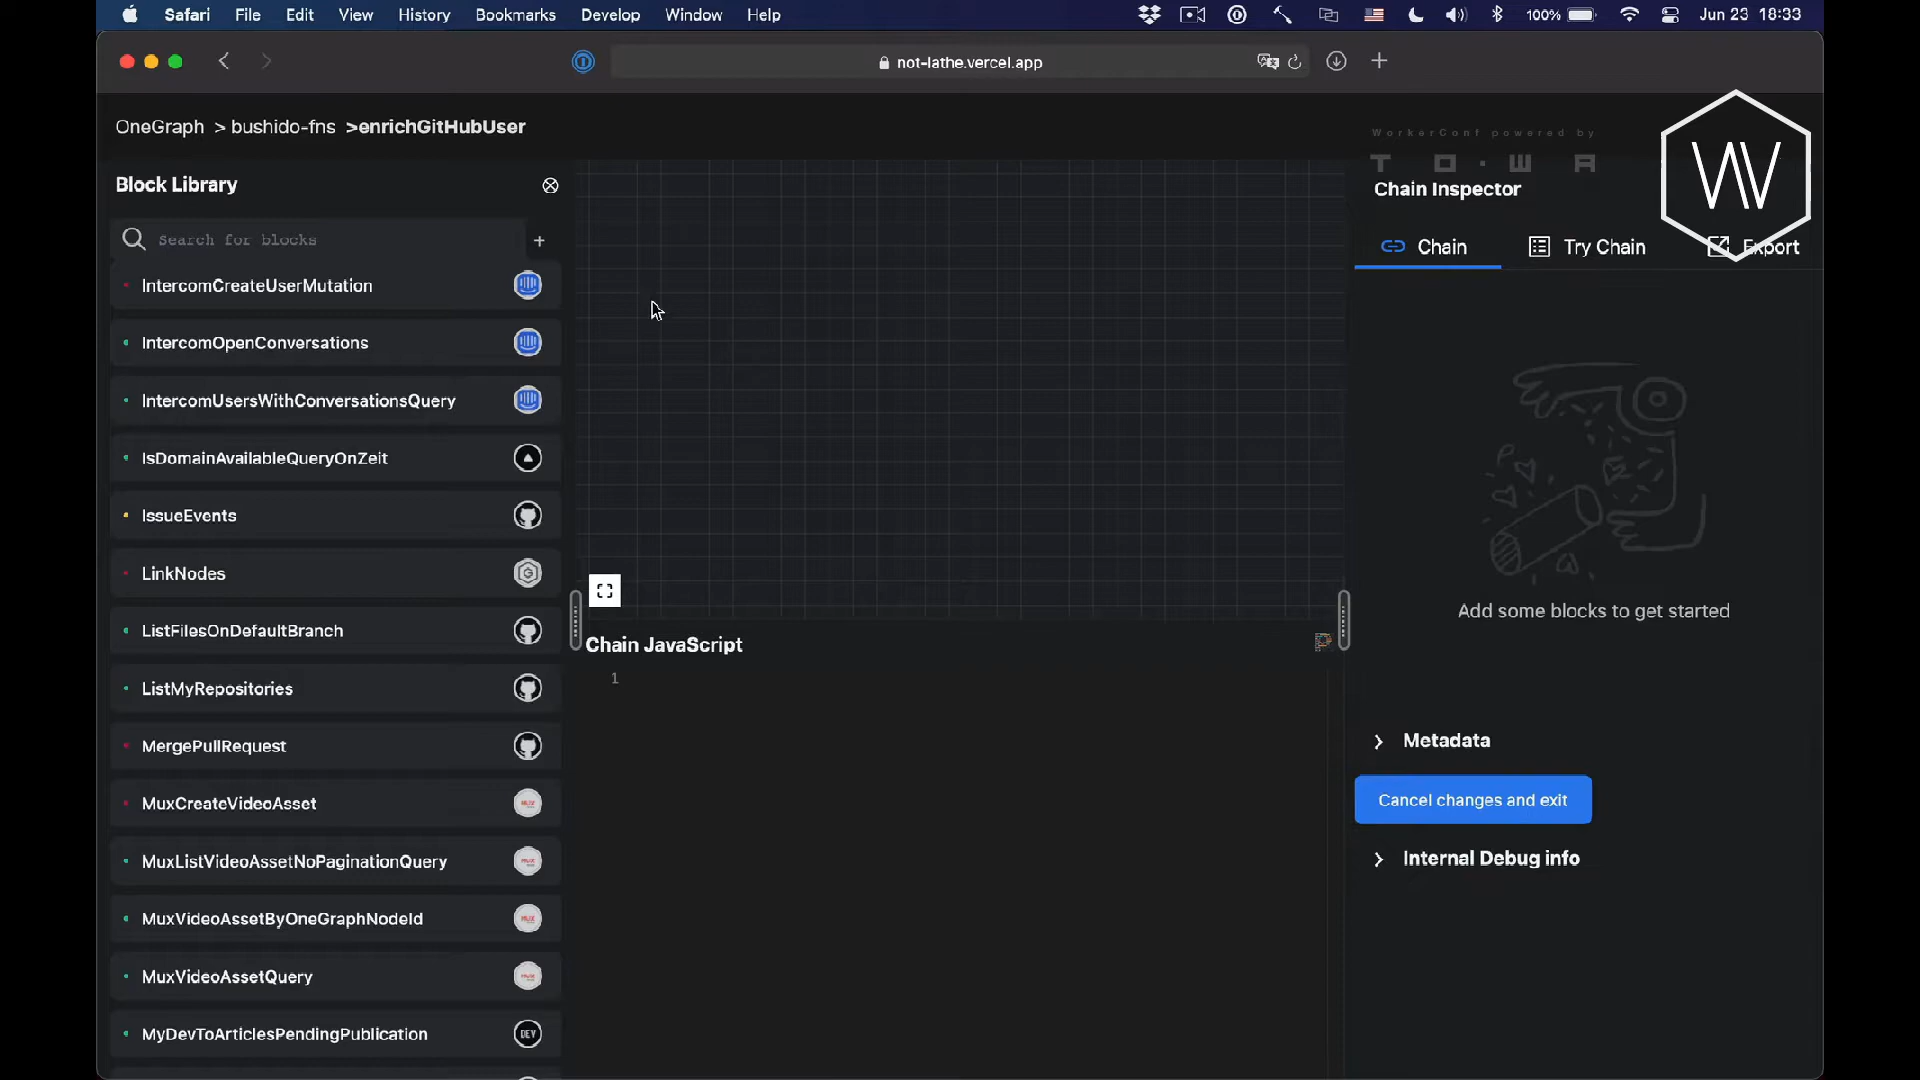 Safari File Edit View History Bookmarks Develop Window Help 100% Jun 23 18:33
not-lathe.vercel.app
OneGraph > bushido-fns >enrichGitHubUser
WorkerConf powered by
TO·WA
W
Block Library
Chain Inspector
Search for blocks +
Chain Try Chain Export
IntercomCreateUserMutation
IntercomOpenConversations
IntercomUsersWithConversationsQuery
IsDomainAvailableQueryOnZeit
IssueEvents
LinkNodes
ListFilesOnDefaultBranch
ListMyRepositories
MergePullRequest
MuxCreateVideoAsset
MuxListVideoAssetNoPaginationQuery
MuxVideoAssetByOneGraphNodeId
MuxVideoAssetQuery
MyDevToArticlesPendingPublication
DEV
Chain JavaScript
1
Add some blocks to get started
Metadata
Cancel changes and exit
Internal Debug info